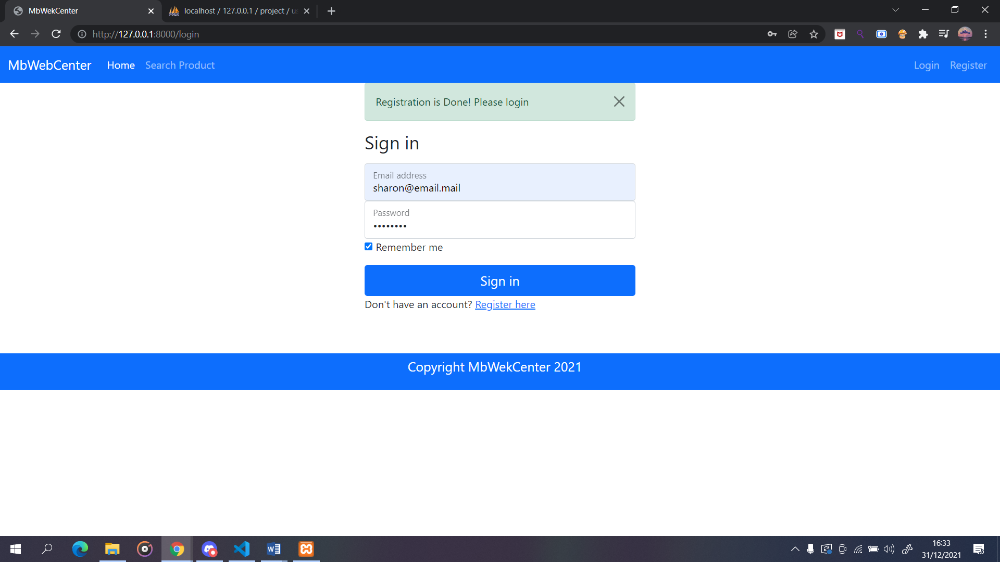 MbWekCenter
localhost / 127.0.0.1 / project / us
http://127.0.0.1:8000/login
MbWebCenter Home Search Product Login Register
Registration is Done! Please login
Sign in
Email address
sharon@email.mail
Password
••••••••
Remember me
Sign in
Don't have an account? Register here
Copyright MbWekCenter 2021
16:33
31/12/2021